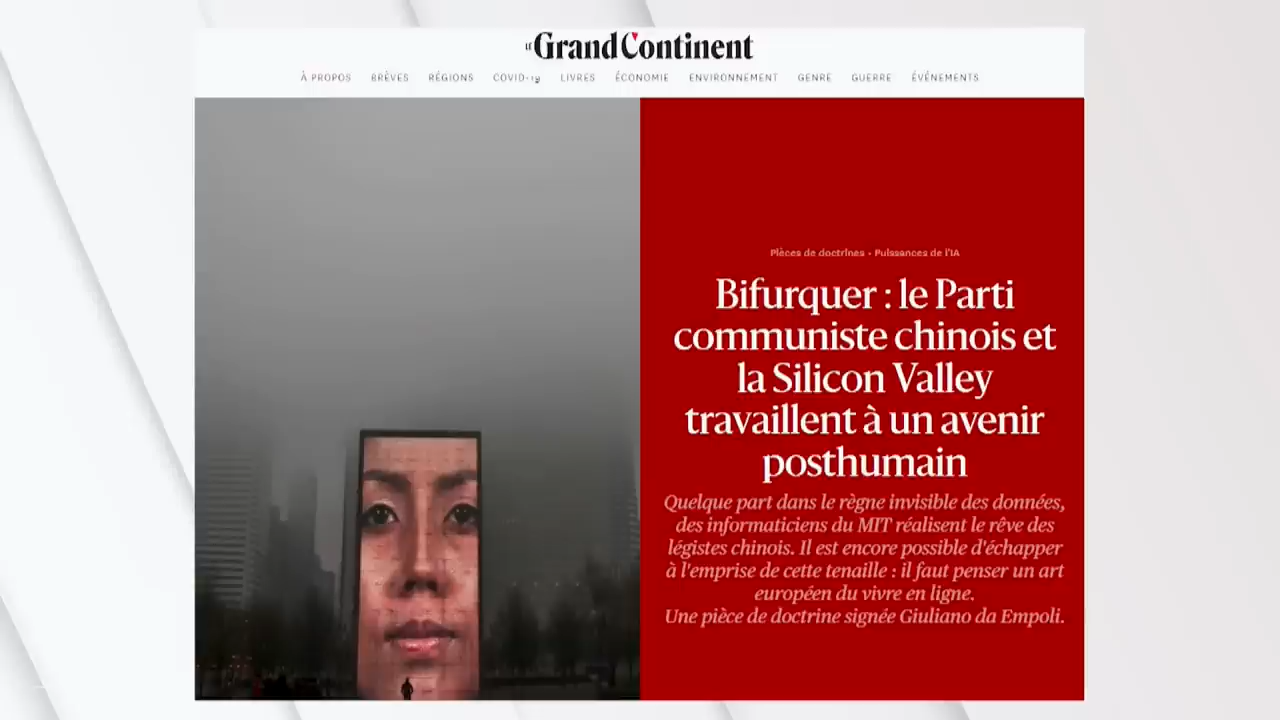 LE Grand Continent
À PROPOS BRÈVES RÉGIONS COVID-19 LIVRES ÉCONOMIE ENVIRONNEMENT GENRE GUERRE ÉVÉNEMENTS
Pièces de doctrines - Puissances de l'IA
Bifurquer : le Parti
communiste chinois et
la Silicon Valley
travaillent à un avenir
posthumain
Quelque part dans le règne invisible des données,
des informaticiens du MIT réalisent le rêve des
légistes chinois. Il est encore possible d'échapper
à l'emprise de cette tenaille : il faut penser un art
européen du vivre en ligne.
Une pièce de doctrine signée Giuliano da Empoli.